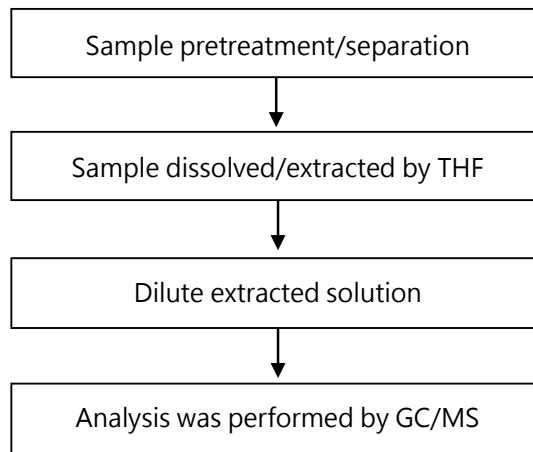 Sample pretreatment/separation
Sample dissolved/extracted by THF
Dilute extracted solution
Analysis was performed by GC/MS